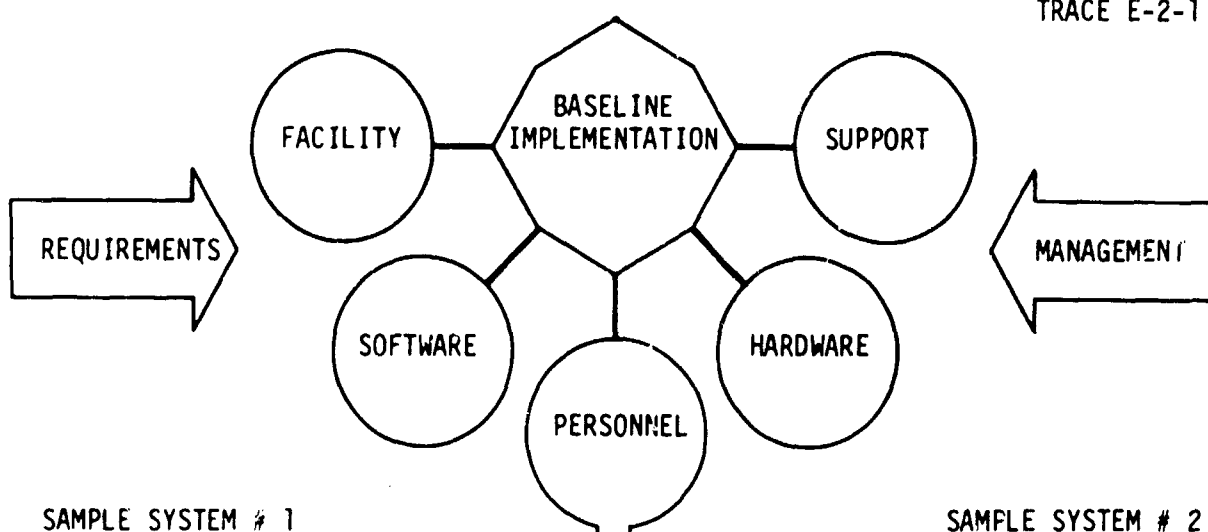 TRACE E-2-1
BASELINE
IMPLEMENTATION
FACILITY
SUPPORT
REQUIREMENTS
MANAGEMENT
SOFTWARE
HARDWARE
PERSONNEL
SAMPLE SYSTEM # 1
SAMPLE SYSTEM # 2